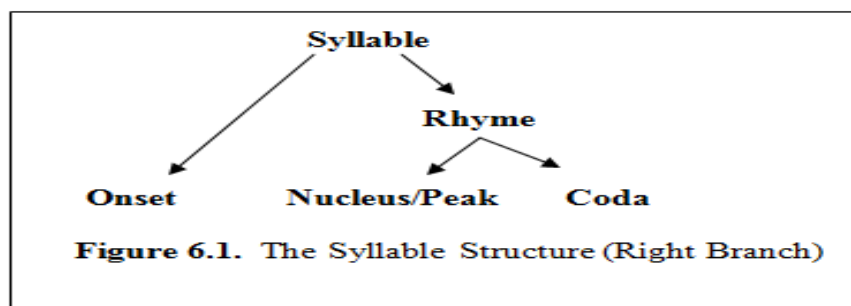 Syllable
Rhyme
Onset Nucleus/Peak Coda
Figure 6.1. The Syllable Structure (Right Branch)